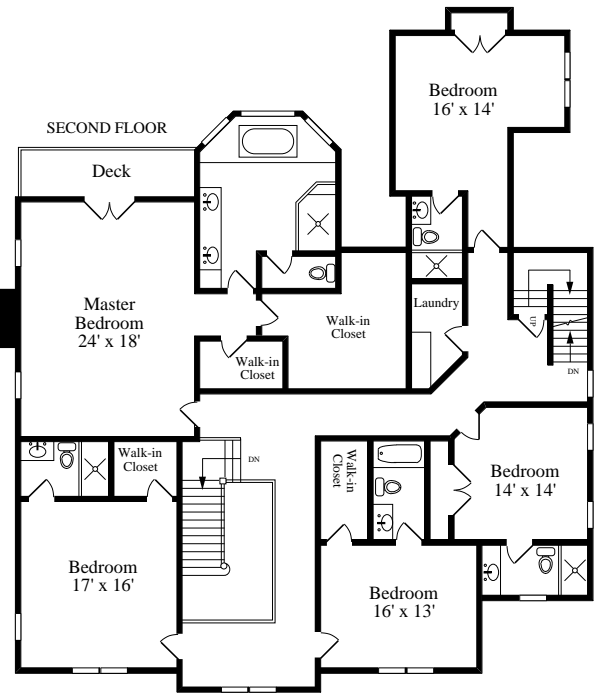 Bedroom
16' x 14'
SECOND FLOOR
Deck
Master
Bedroom
24' x 18'
Laundry
Walk-in
Closet
UP
Walk-in
Closet
DN
Walk-in
Closet
DN
Walk-in
Closet
Bedroom
14' x 14'
Bedroom
17' x 16'
Bedroom
16' x 13'